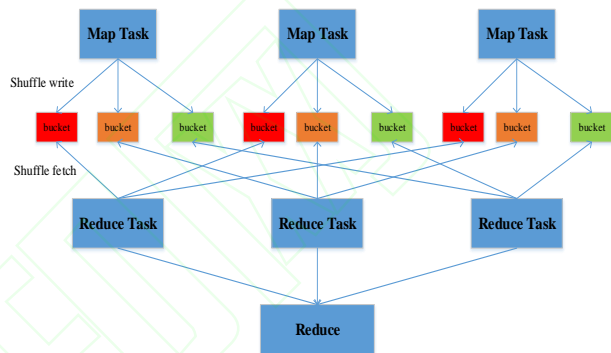 Map Task Map Task Map Task
Shuffle write
bucket bucket bucket bucket bucket bucket bucket bucket bucket
Shuffle fetch
Reduce Task Reduce Task Reduce Task
Reduce